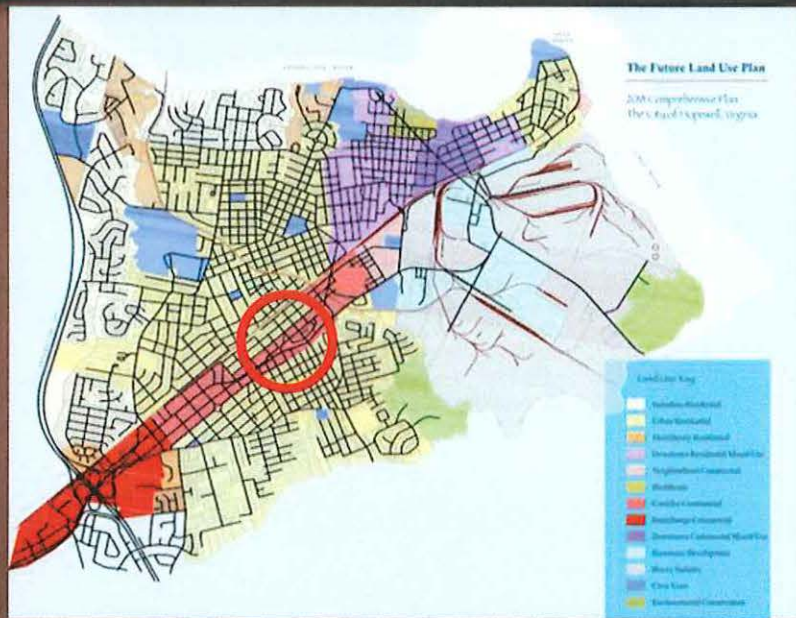 The Future Land Use Plan
2018 Comprehensive Plan
The City of Hopewell, Virginia
Land Use Key
Suburban Residential
Urban Residential
Multifamily Residential
Downtown Residential Mixed Use
Neighborhood Commercial
Corridor Commercial
Interchange Commercial
Downtown Commercial Mixed Use
Business Development
Heavy Industry
Civic Uses
Environmental Conservation